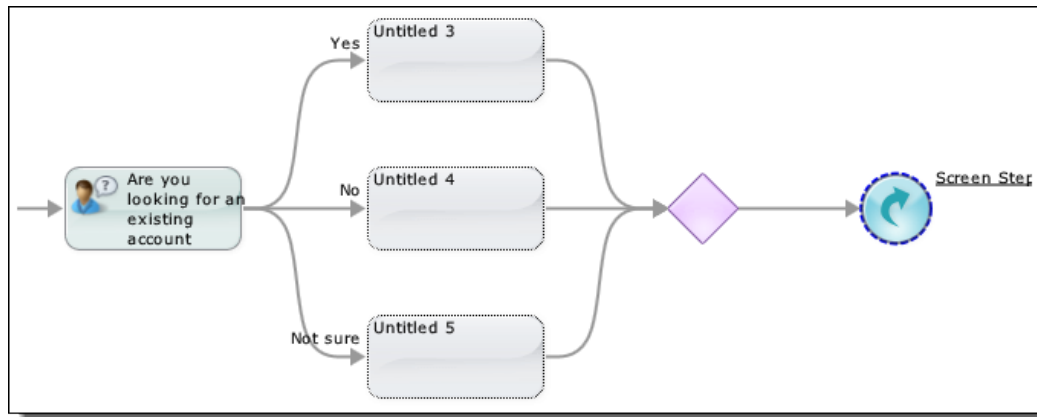 Yes
Untitled 3
Are you
looking for an
existing
account
?
No
Untitled 4
Not sure
Untitled 5
Screen Step